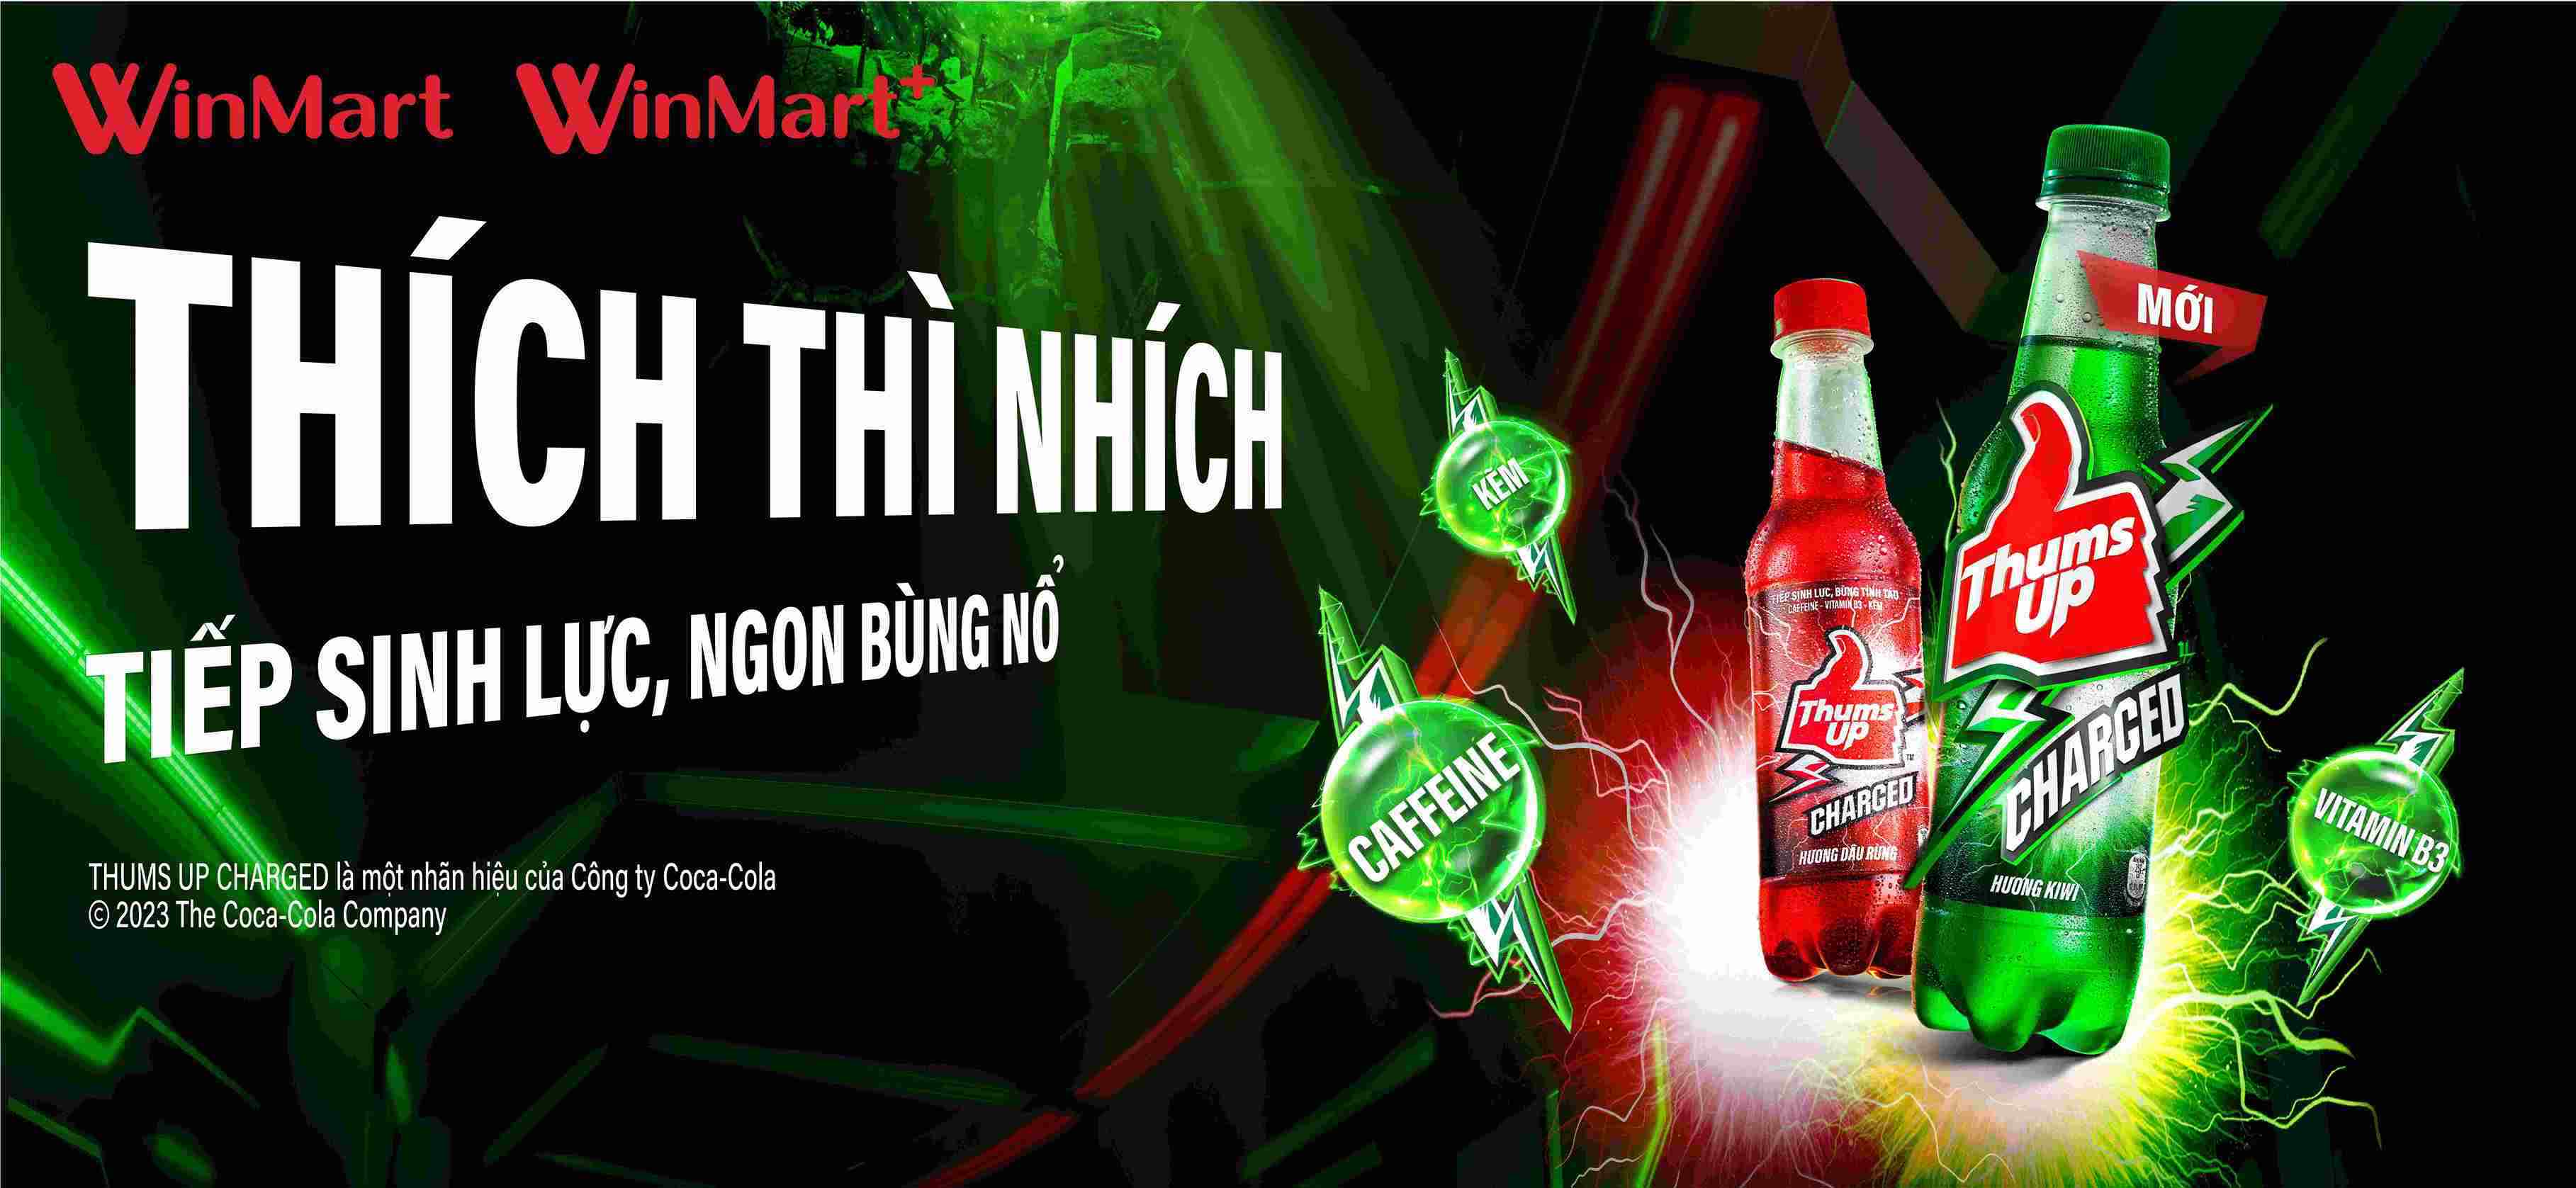 WinMart WinMart+
THÍCH THÌ NHÍCH
TIẾP SINH LỰC, NGON BÙNG NỔ
THUMS UP CHARGED là một nhãn hiệu của Công ty Coca-Cola
© 2023 The Coca-Cola Company
KẼM
CAFFEINE
TIẾP SINH LỰC, BỪNG TỈNH TÁO
CAFFEINE - VITAMIN B3 - KẼM
Thums
Up
CHARGED
HƯƠNG DÂU RỪNG
MỚI
Thums
Up
CHARGED
HƯƠNG KIWI
VITAMIN B3